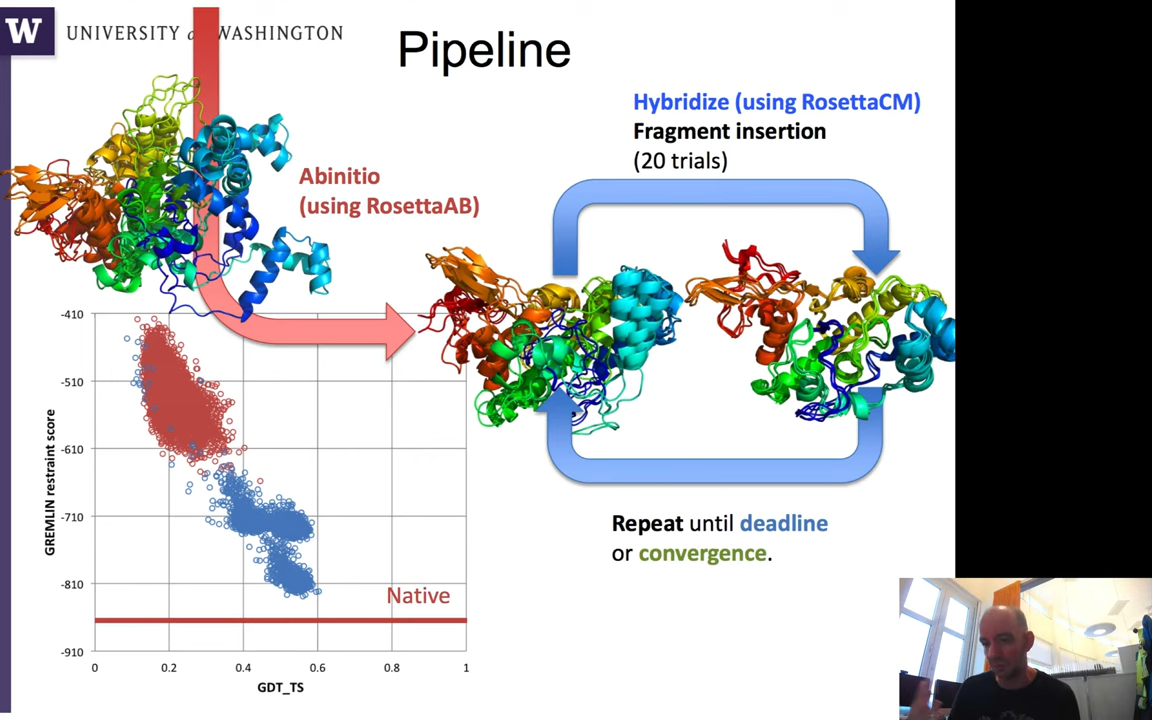 W
UNIVERSITY of WASHINGTON
Pipeline
Hybridize (using RosettaCM)
Fragment insertion
(20 trials)
Abinitio
(using RosettaAB)
-410
-510
-610
-710
-810
-910
GREMLIN restraint score
Native
0
0.2
0.4
0.6
0.8
1
GDT_TS
Repeat until deadline
or convergence.